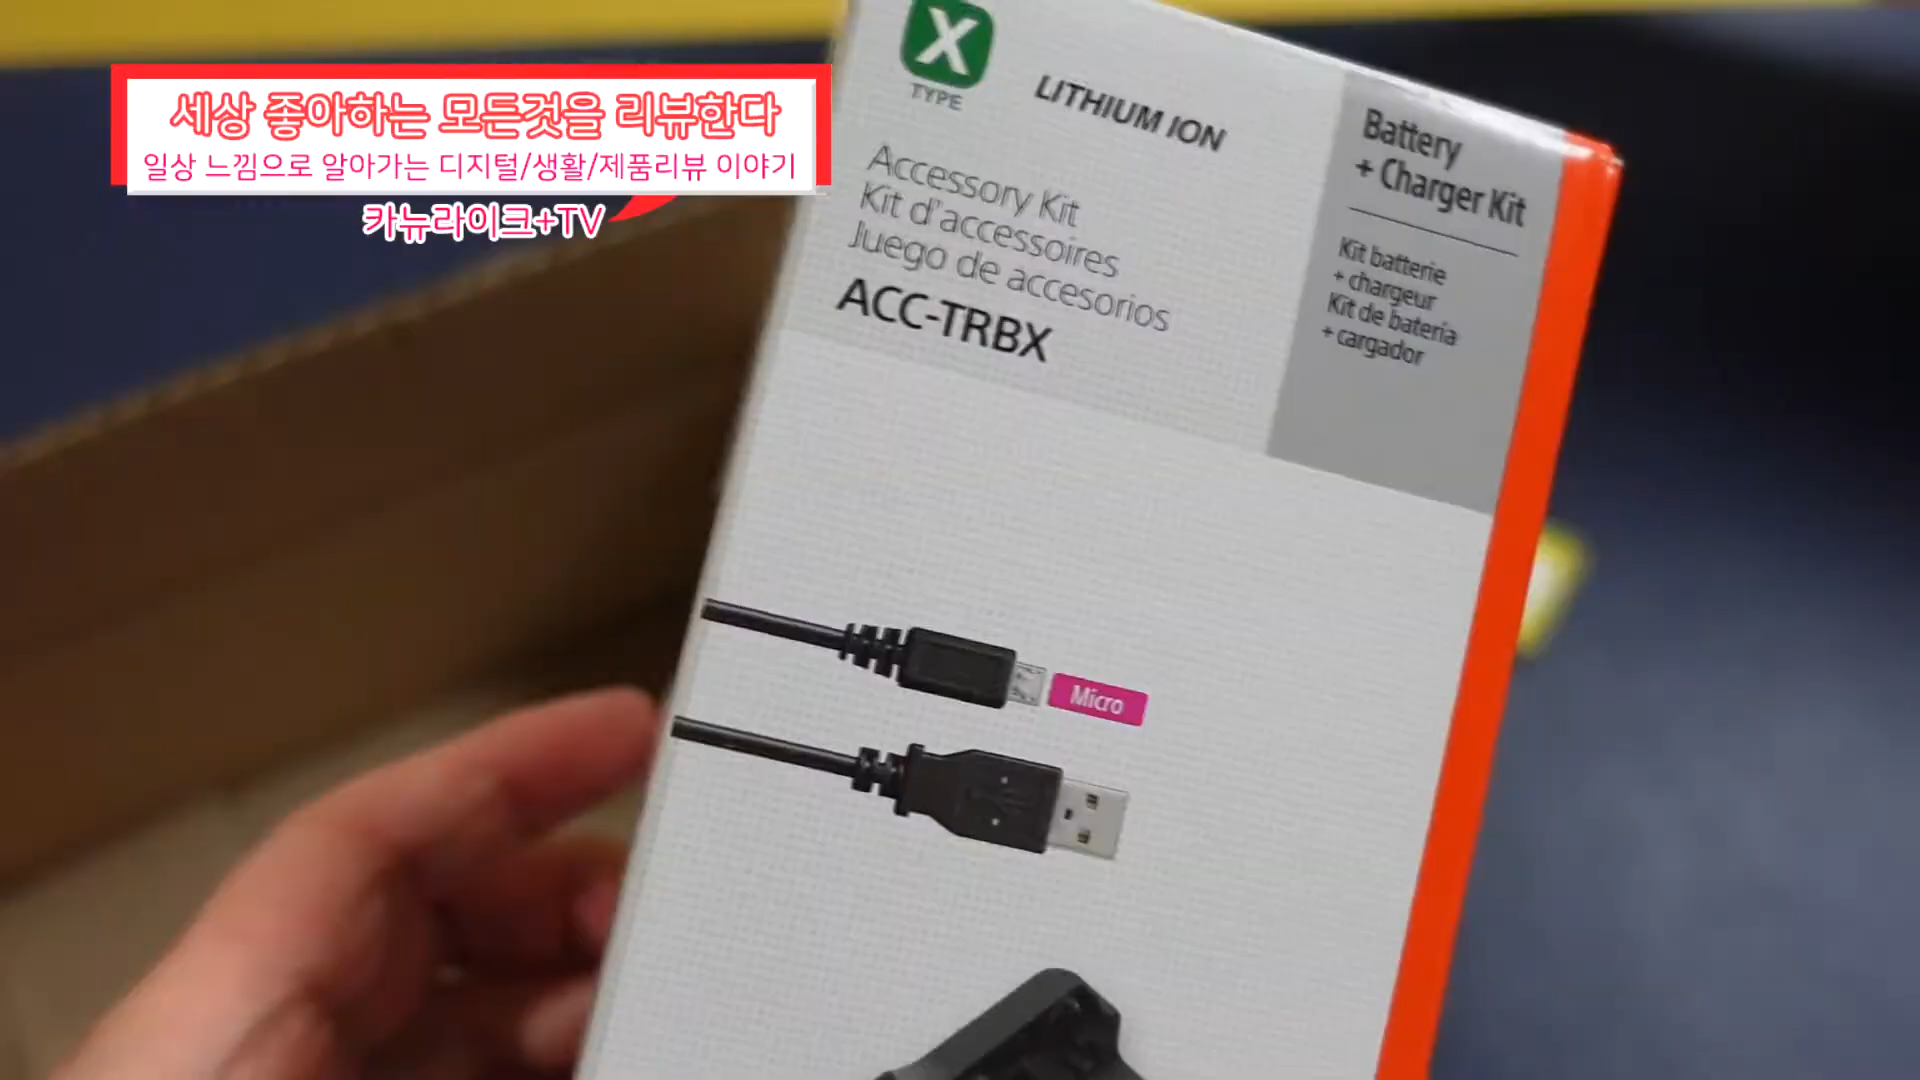 세상 좋아하는 모든것을 리뷰한다
일상 느낌으로 알아가는 디지털/생활/제품리뷰 이야기
카뉴라이크+TV
X
TYPE
LITHIUM ION
Accessory Kit
Kit d'accessoires
Juego de accesorios
ACC-TRBX
Battery
+ Charger Kit
Kit batterie
+ chargeur
Kit de batería
+ cargador
Micro